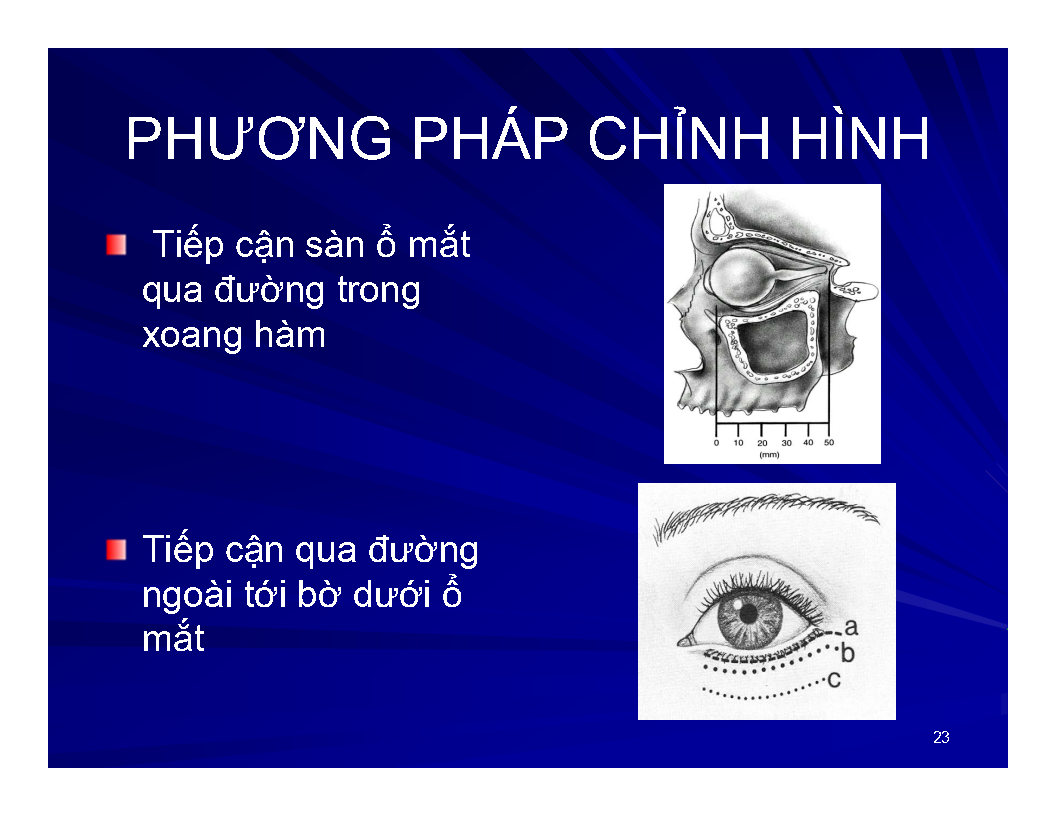 PHƯƠNG PHÁP CHỈNH HÌNH
Tiếp cận sàn ổ mắt
qua đường trong
xoang hàm
0 10 20 30 40 50
(mm)
Tiếp cận qua đường
ngoài tới bờ dưới ổ
mắt
a
b
c
23